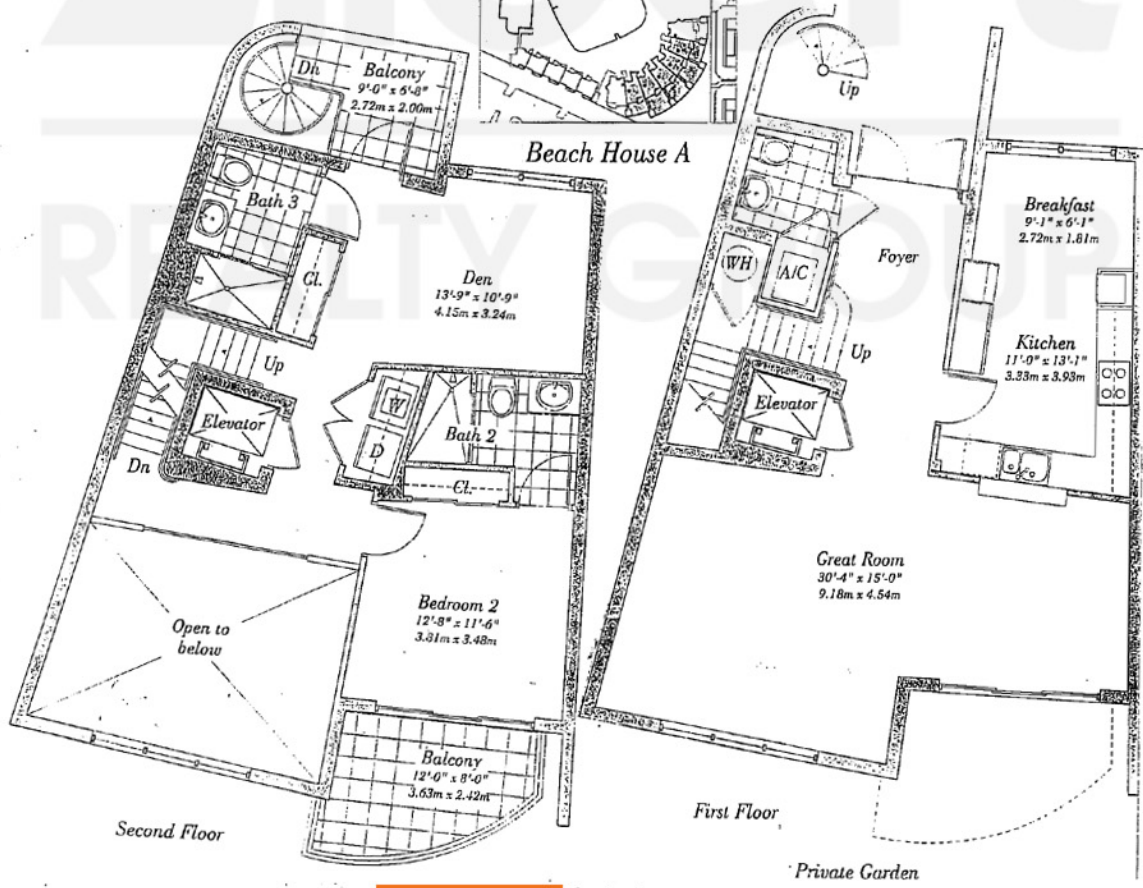 REALTY GROUP
Beach House A
Dn
Balcony
9'-0" x 6'-8"
2.72m x 2.00m
Bath 3
Cl.
Den
13'-9" x 10'-9"
4.15m x 3.24m
Up
Elevator
Dn
W
D
Bath 2
Cl.
Open to
below
Bedroom 2
12'-8" x 11'-6"
3.81m x 3.48m
Balcony
12'-0" x 8'-0"
3.63m x 2.42m
Second Floor
Up
WH
A/C
Foyer
Breakfast
9'-1" x 6'-1"
2.72m x 1.81m
Kitchen
11'-0" x 13'-1"
3.33m x 3.93m
Up
Elevator
Great Room
30'-4" x 15'-0"
9.18m x 4.54m
First Floor
Private Garden